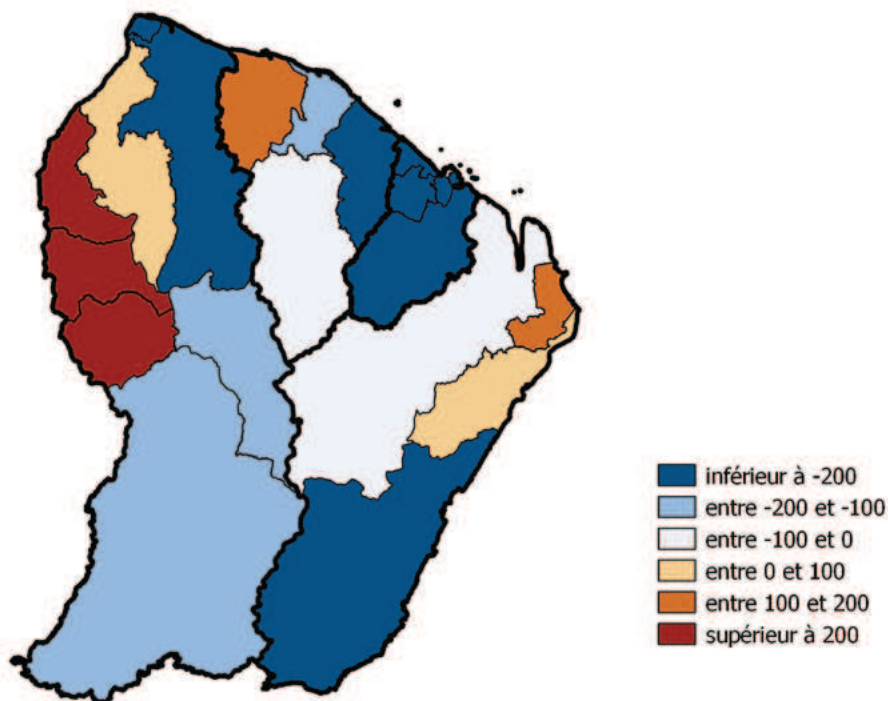 inférieur à -200
entre -200 et -100
entre -100 et 0
entre 0 et 100
entre 100 et 200
supérieur à 200